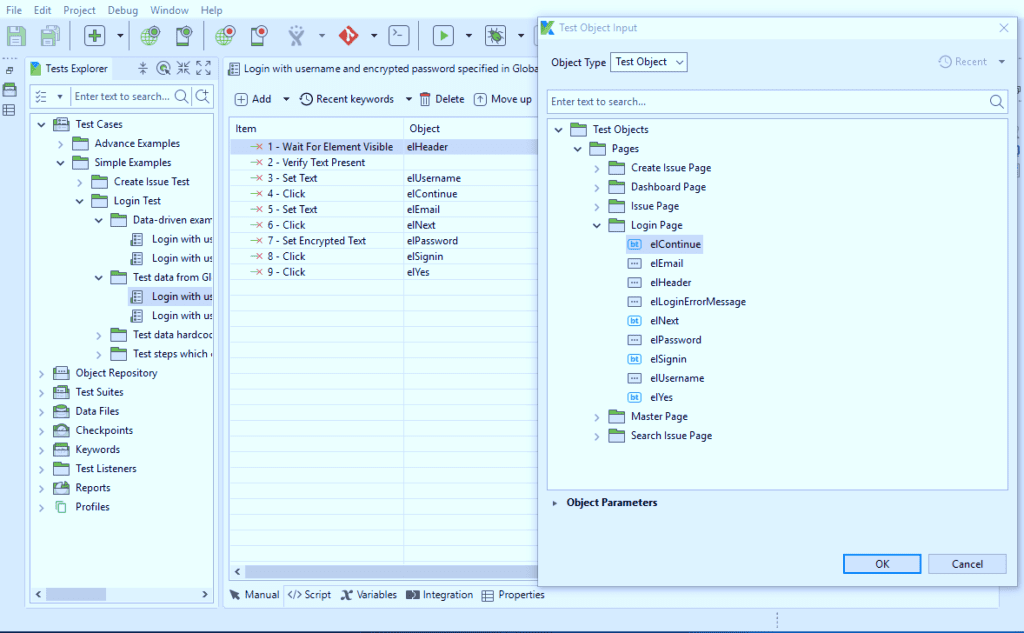 File Edit Project Debug Window Help
Tests Explorer
Enter text to search...
Test Cases
Advance Examples
Simple Examples
Create Issue Test
Login Test
Data-driven exam
Login with us
Login with us
Test data from Gl
Login with us
Login with us
Test data hardcoc
Test steps which
Object Repository
Test Suites
Data Files
Checkpoints
Keywords
Test Listeners
Reports
Profiles
Login with username and encrypted password specified in Globa
Add Recent keywords Delete Move up
Item Object
1 - Wait For Element Visible elHeader
2 - Verify Text Present
3 - Set Text elUsername
4 - Click elContinue
5 - Set Text elEmail
6 - Click elNext
7 - Set Encrypted Text elPassword
8 - Click elSignin
9 - Click elYes
Manual </> Script Variables Integration Properties
Test Object Input
Object Type Test Object Recent
Enter text to search...
Test Objects
Pages
Create Issue Page
Dashboard Page
Issue Page
Login Page
bt elContinue
elEmail
elHeader
elLoginErrorMessage
bt elNext
elPassword
bt elSignin
elUsername
bt elYes
Master Page
Search Issue Page
Object Parameters
OK Cancel